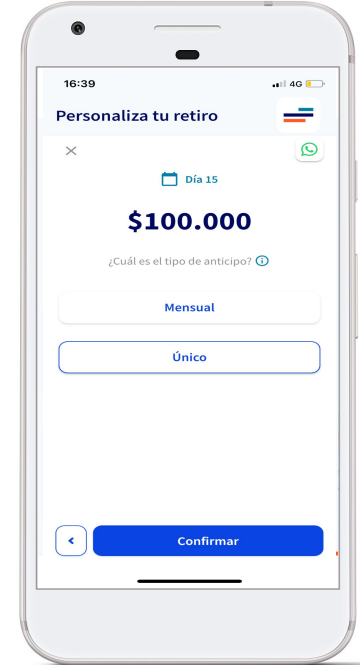 16:39
4G
Personaliza tu retiro
Día 15
$100.000
¿Cuál es el tipo de anticipo?
Mensual
Único
Confirmar